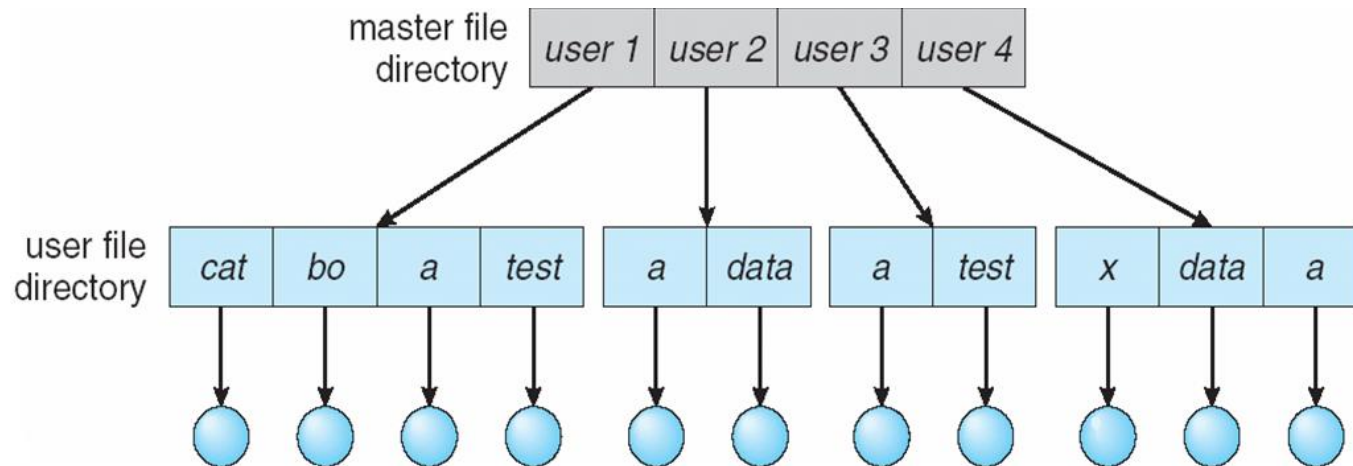 master file
directory
user 1 user 2 user 3 user 4
user file
directory
cat bo a test a data a test x data a